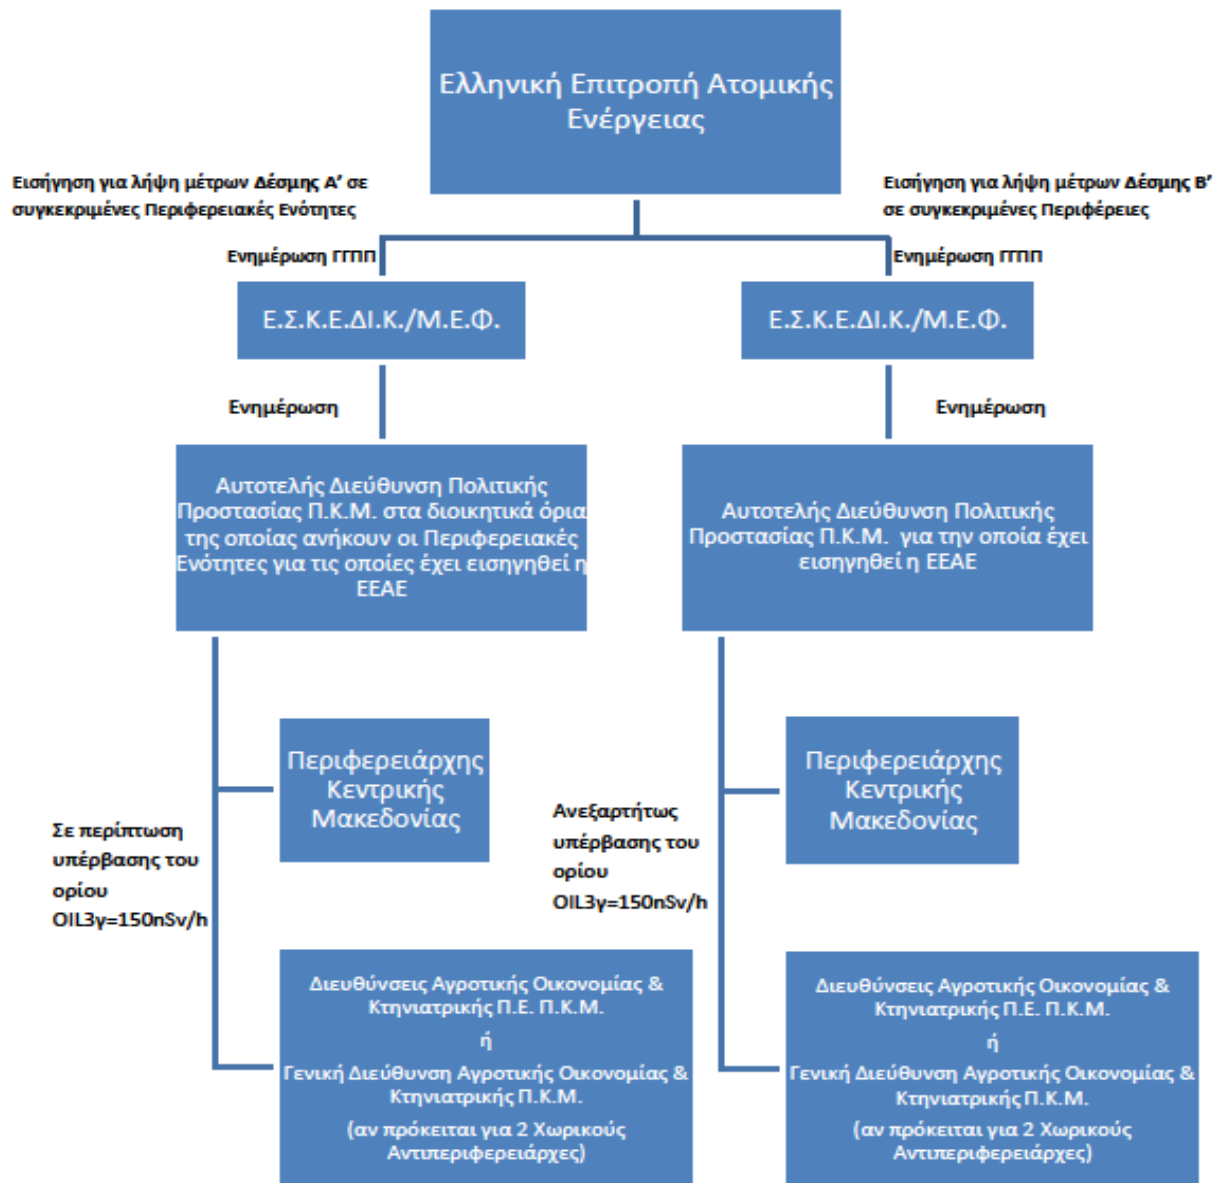 Ελληνική Επιτροπή Ατομικής
Ενέργειας
Εισήγηση για λήψη μέτρων Δέσμης Α’ σε
συγκεκριμένες Περιφερειακές Ενότητες
Εισήγηση για λήψη μέτρων Δέσμης Β’
σε συγκεκριμένες Περιφέρειες
Ενημέρωση ΓΓΠΠ
Ενημέρωση ΓΓΠΠ
Ε.Σ.Κ.Ε.ΔΙ.Κ./Μ.Ε.Φ.
Ε.Σ.Κ.Ε.ΔΙ.Κ./Μ.Ε.Φ.
Ενημέρωση
Ενημέρωση
Αυτοτελής Διεύθυνση Πολιτικής
Προστασίας Π.Κ.Μ. στα διοικητικά όρια
της οποίας ανήκουν οι Περιφερειακές
Ενότητες για τις οποίες έχει εισηγηθεί η
ΕΕΑΕ
Αυτοτελής Διεύθυνση Πολιτικής
Προστασίας Π.Κ.Μ. για την οποία έχει
εισηγηθεί η ΕΕΑΕ
Περιφερειάρχης
Κεντρικής
Μακεδονίας
Περιφερειάρχης
Κεντρικής
Μακεδονίας
Σε περίπτωση
υπέρβασης του
ορίου
OIL3γ=150nSv/h
Ανεξαρτήτως
υπέρβασης του
ορίου
OIL3γ=150nSv/h
Διευθύνσεις Αγροτικής Οικονομίας &
Κτηνιατρικής Π.Ε. Π.Κ.Μ.
ή
Γενική Διεύθυνση Αγροτικής Οικονομίας &
Κτηνιατρικής Π.Κ.Μ.
(αν πρόκειται για 2 Χωρικούς
Αντιπεριφερειάρχες)
Διευθύνσεις Αγροτικής Οικονομίας &
Κτηνιατρικής Π.Ε. Π.Κ.Μ.
ή
Γενική Διεύθυνση Αγροτικής Οικονομίας &
Κτηνιατρικής Π.Κ.Μ.
(αν πρόκειται για 2 Χωρικούς
Αντιπεριφερειάρχες)